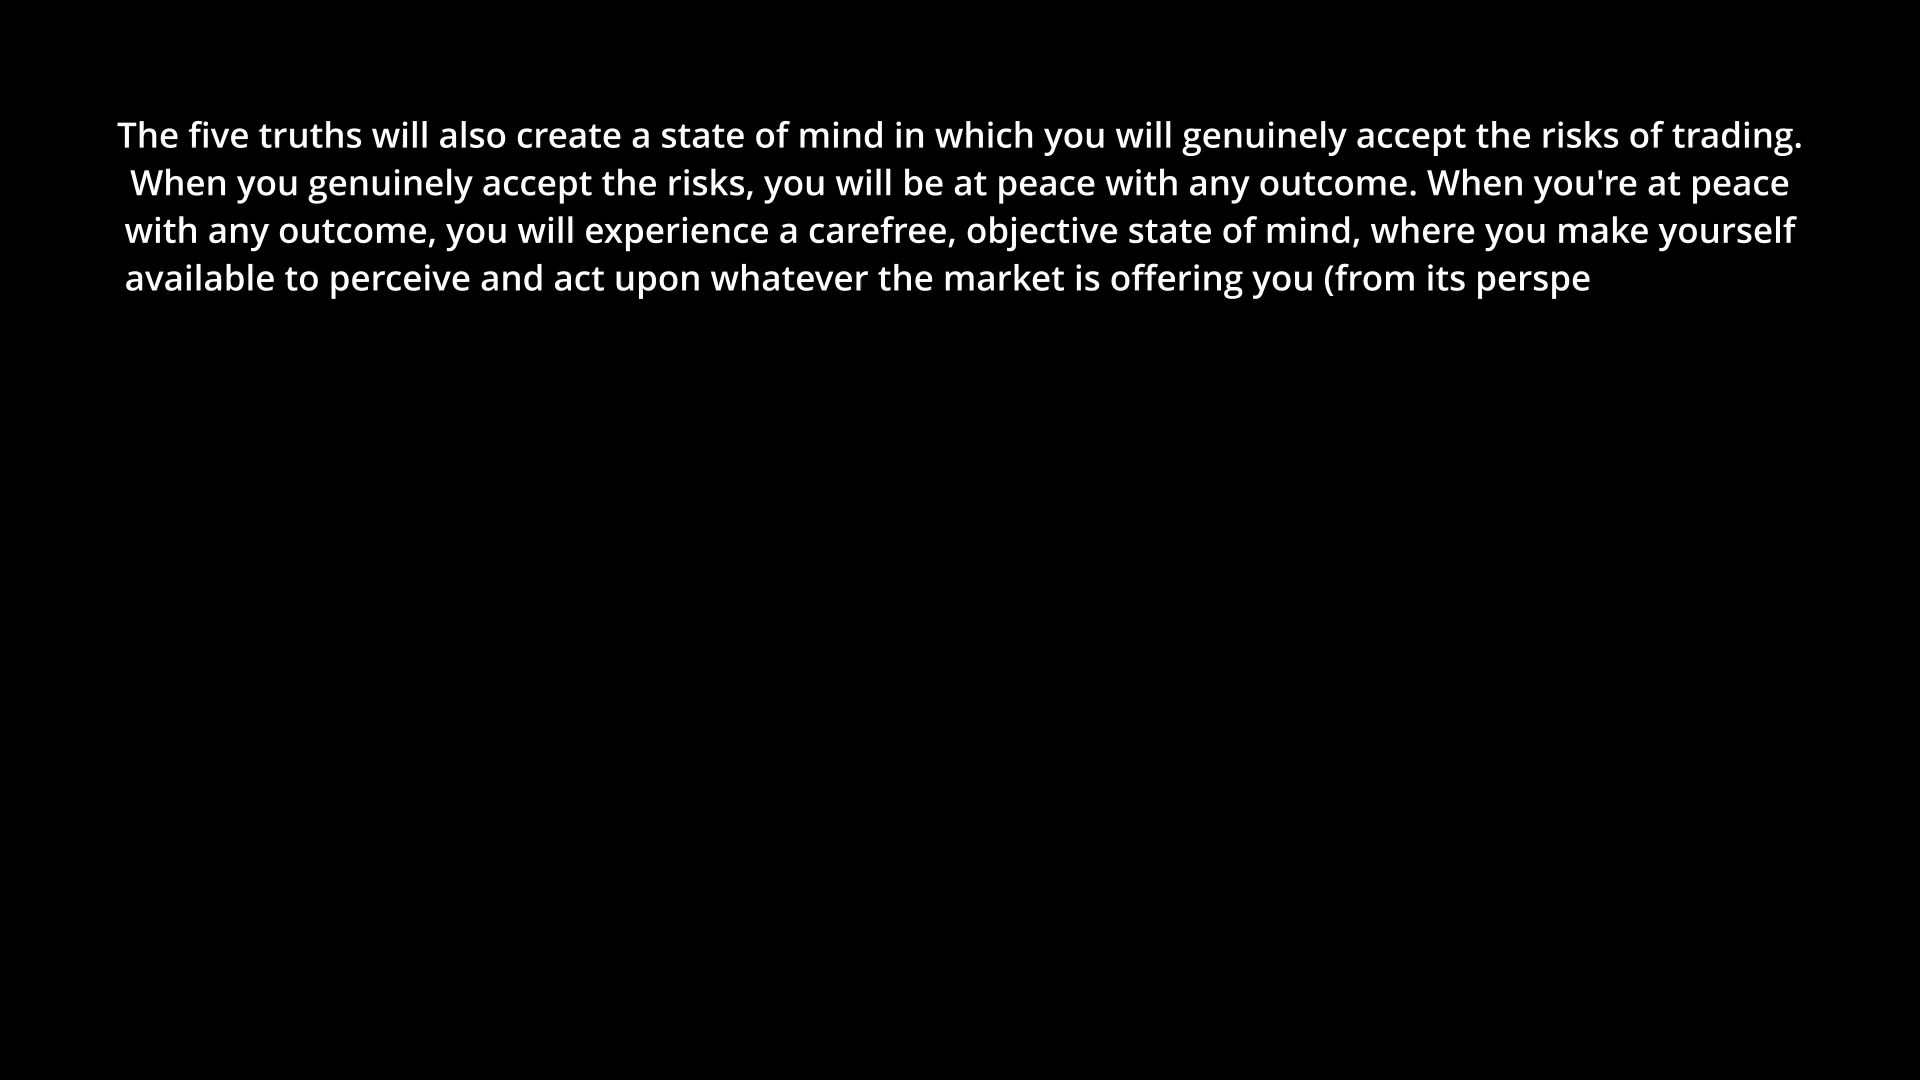 The five truths will also create a state of mind in which you will genuinely accept the risks of trading.
When you genuinely accept the risks, you will be at peace with any outcome. When you're at peace
with any outcome, you will experience a carefree, objective state of mind, where you make yourself
available to perceive and act upon whatever the market is offering you (from its perspe